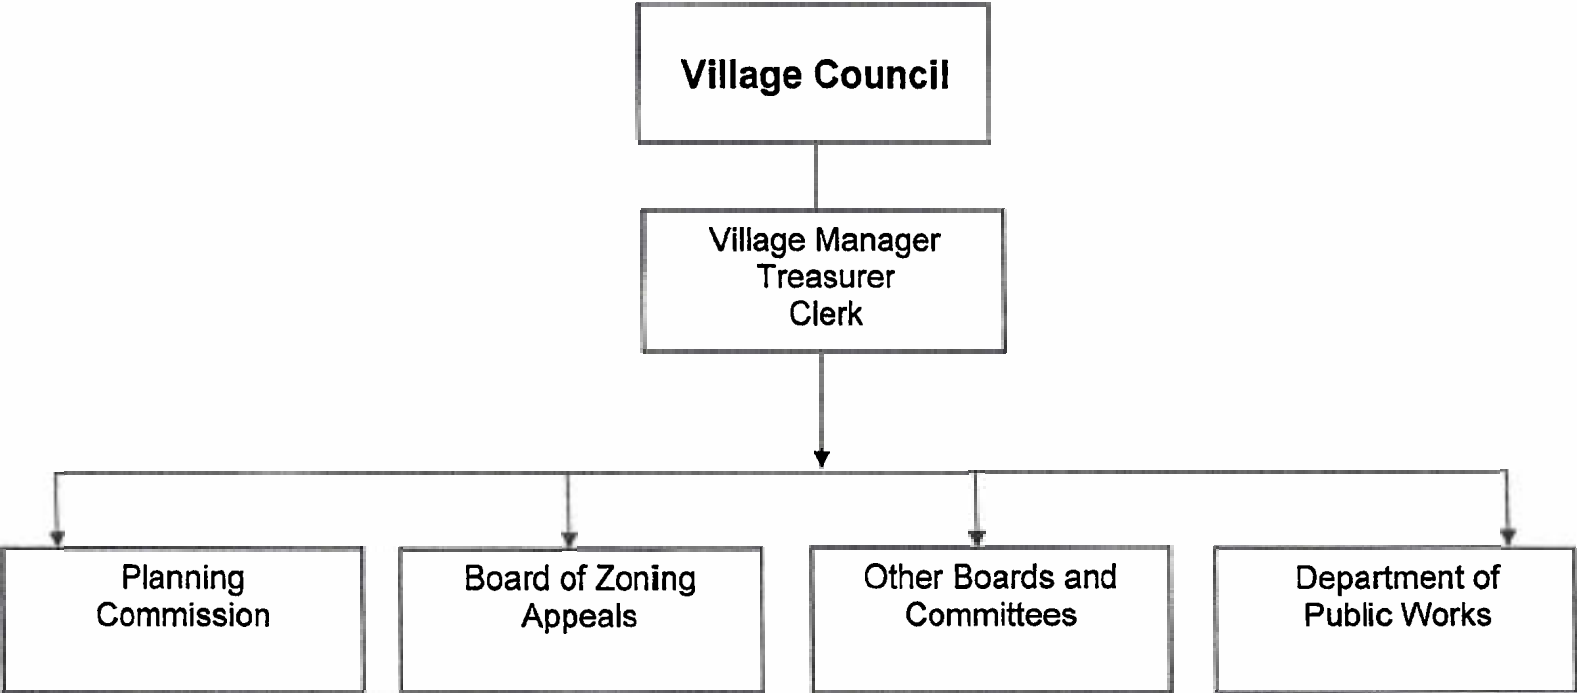 Village Council
Village Manager
Treasurer
Clerk
Planning
Commission
Board of Zoning
Appeals
Other Boards and
Committees
Department of
Public Works